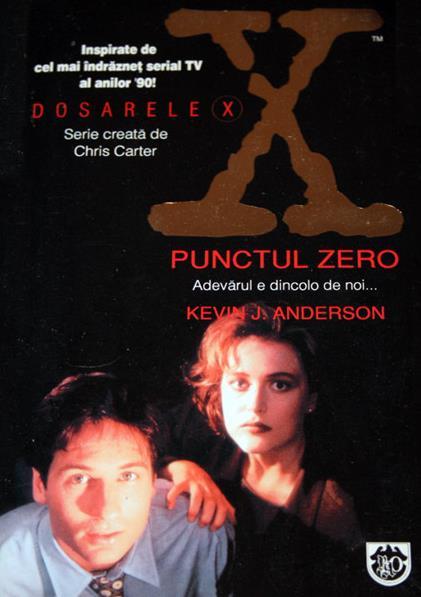 Inspirate de
cel mai îndrăzneț serial TV
al anilor '90!
DOSARELE X
Serie creată de
Chris Carter
X
TM
PUNCTUL ZERO
Adevărul e dincolo de noi...
KEVIN J. ANDERSON